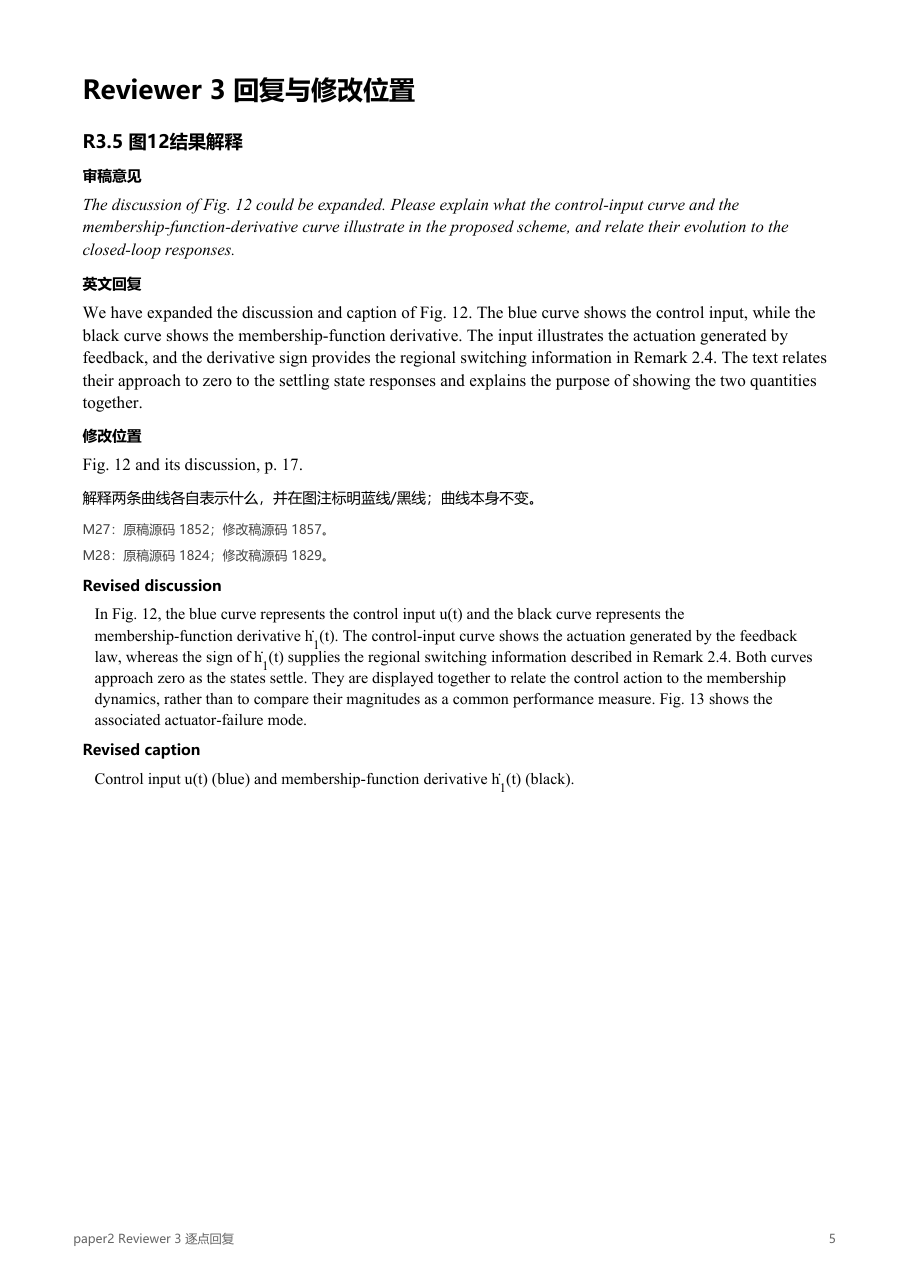 Reviewer 3 回复与修改位置
R3.5 图12结果解释
审稿意见
The discussion of Fig. 12 could be expanded. Please explain what the control-input curve and the
membership-function-derivative curve illustrate in the proposed scheme, and relate their evolution to the
closed-loop responses.
英文回复
We have expanded the discussion and caption of Fig. 12. The blue curve shows the control input, while the
black curve shows the membership-function derivative. The input illustrates the actuation generated by
feedback, and the derivative sign provides the regional switching information in Remark 2.4. The text relates
their approach to zero to the settling state responses and explains the purpose of showing the two quantities
together.
修改位置
Fig. 12 and its discussion, p. 17.
解释两条曲线各自表示什么，并在图注标明蓝线/黑线；曲线本身不变。
M27：原稿源码 1852；修改稿源码 1857。
M28：原稿源码 1824；修改稿源码 1829。
Revised discussion
In Fig. 12, the blue curve represents the control input u(t) and the black curve represents the
membership-function derivative ḣ₁(t). The control-input curve shows the actuation generated by the feedback
law, whereas the sign of ḣ₁(t) supplies the regional switching information described in Remark 2.4. Both curves
approach zero as the states settle. They are displayed together to relate the control action to the membership
dynamics, rather than to compare their magnitudes as a common performance measure. Fig. 13 shows the
associated actuator-failure mode.
Revised caption
Control input u(t) (blue) and membership-function derivative ḣ₁(t) (black).
paper2 Reviewer 3 逐点回复 5